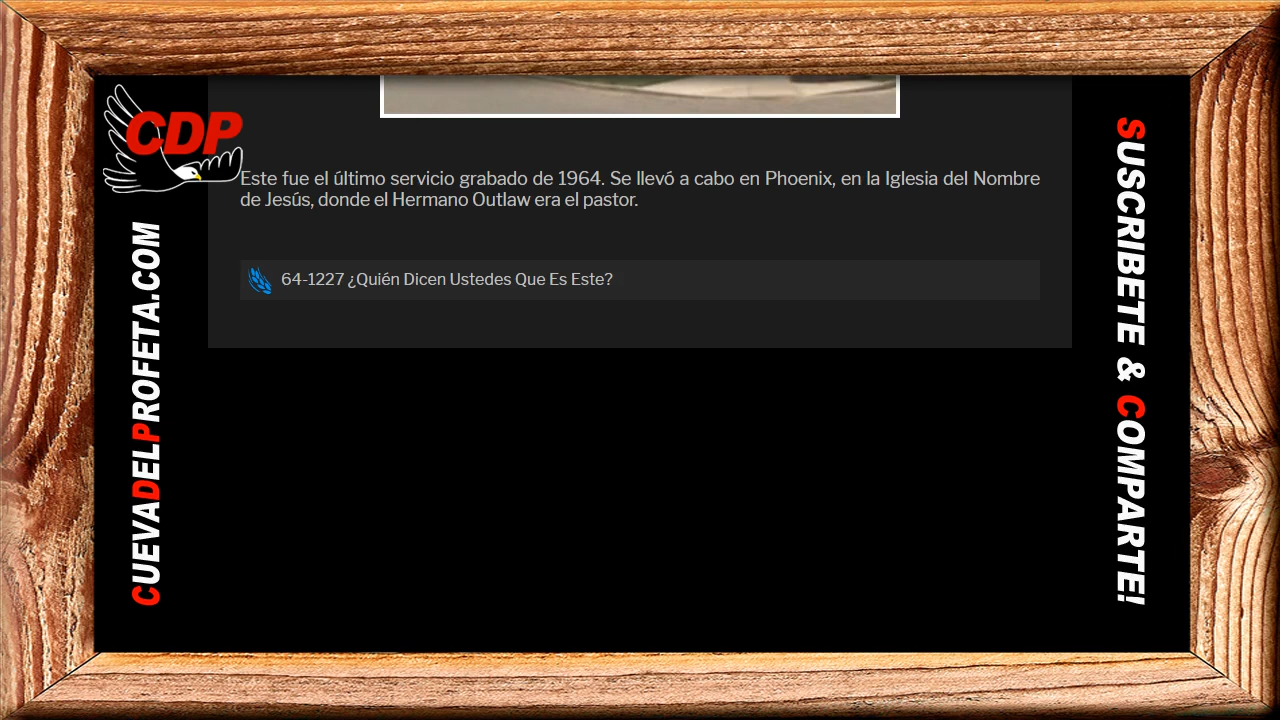 CDP
CUEVADELPROFETA.COM
Este fue el último servicio grabado de 1964. Se llevó a cabo en Phoenix, en la Iglesia del Nombre
de Jesús, donde el Hermano Outlaw era el pastor.
64-1227 ¿Quién Dicen Ustedes Que Es Este?
SUSCRIBETE & COMPARTE!